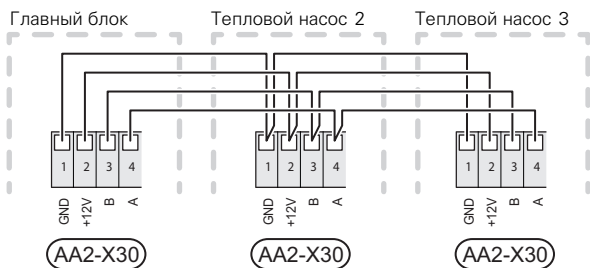 Главный блок Тепловой насос 2 Тепловой насос 3
1 2 3 4 1 2 3 4 1 2 3 4
GND +12V B A GND +12V B A GND +12V B A
AA2-X30 AA2-X30 AA2-X30